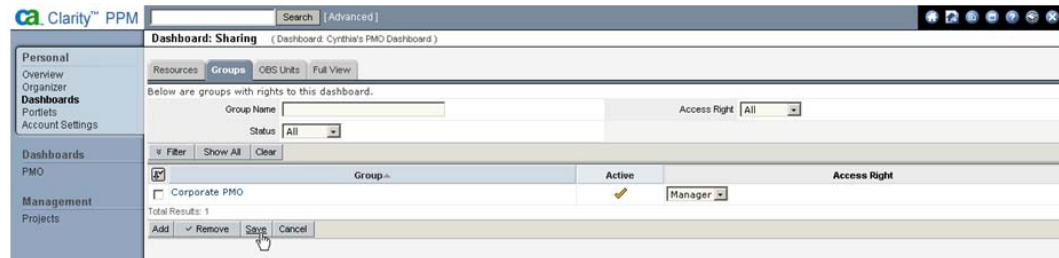 ca Clarity™ PPM
Search [Advanced]
Dashboard: Sharing (Dashboard: Cynthia's PMO Dashboard)
Personal
Overview
Organizer
Dashboards
Portlets
Account Settings
Dashboards
PMO
Management
Projects
Resources Groups OBS Units Full View
Below are groups with rights to this dashboard.
Group Name Access Right All
Status All
Filter Show All Clear
Group Active Access Right
Corporate PMO Manager
Total Results: 1
Add Remove Save Cancel